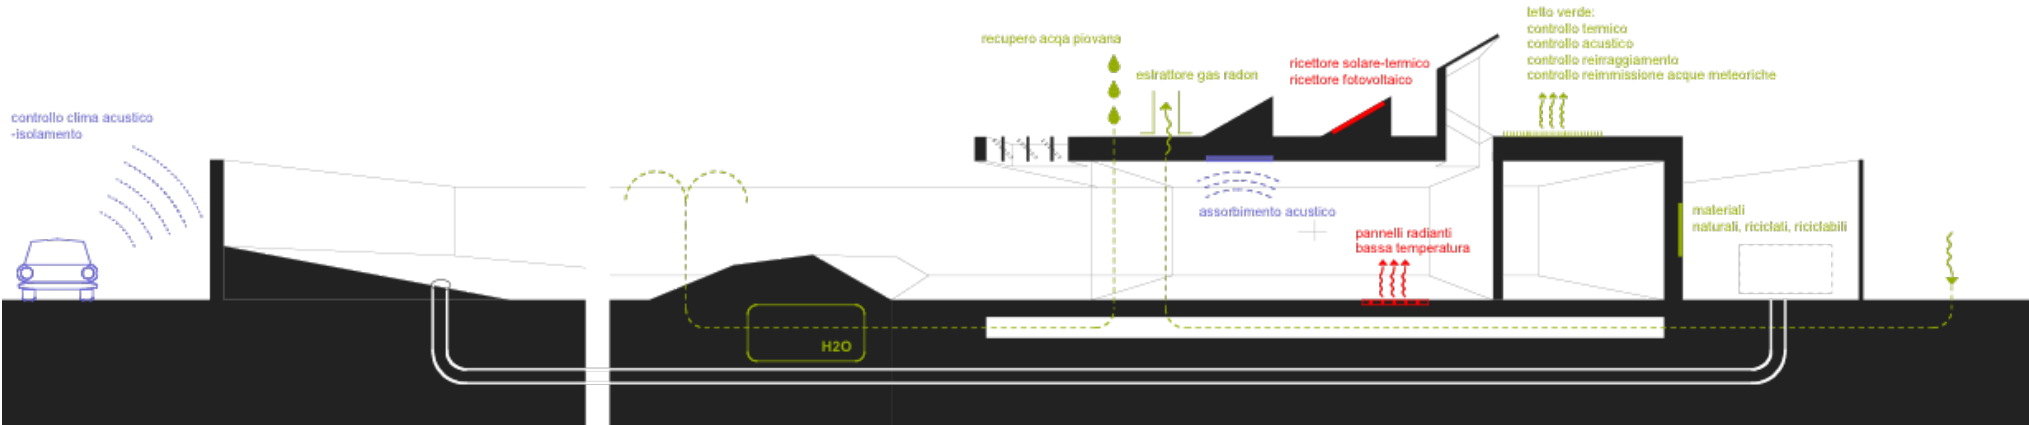 controllo clima acustico
-isolamento
recupero acqa piovana
estrattore gas radon
ricettore solare-termico
ricettore fotovoltaico
tetto verde:
controllo termico
controllo acustico
controllo reirraggiamento
controllo reimmissione acque meteoriche
assorbimento acustico
pannelli radianti
bassa temperatura
materiali
naturali, riciclati, riciclabili
H2O